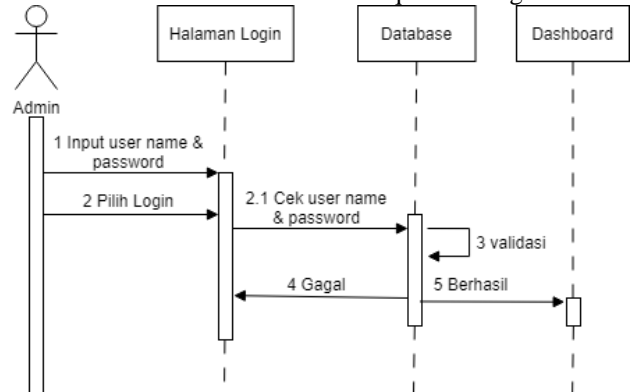 Halaman Login
Database
Dashboard
Admin
1 Input user name &
password
2 Pilih Login
2.1 Cek user name
& password
3 validasi
4 Gagal
5 Berhasil